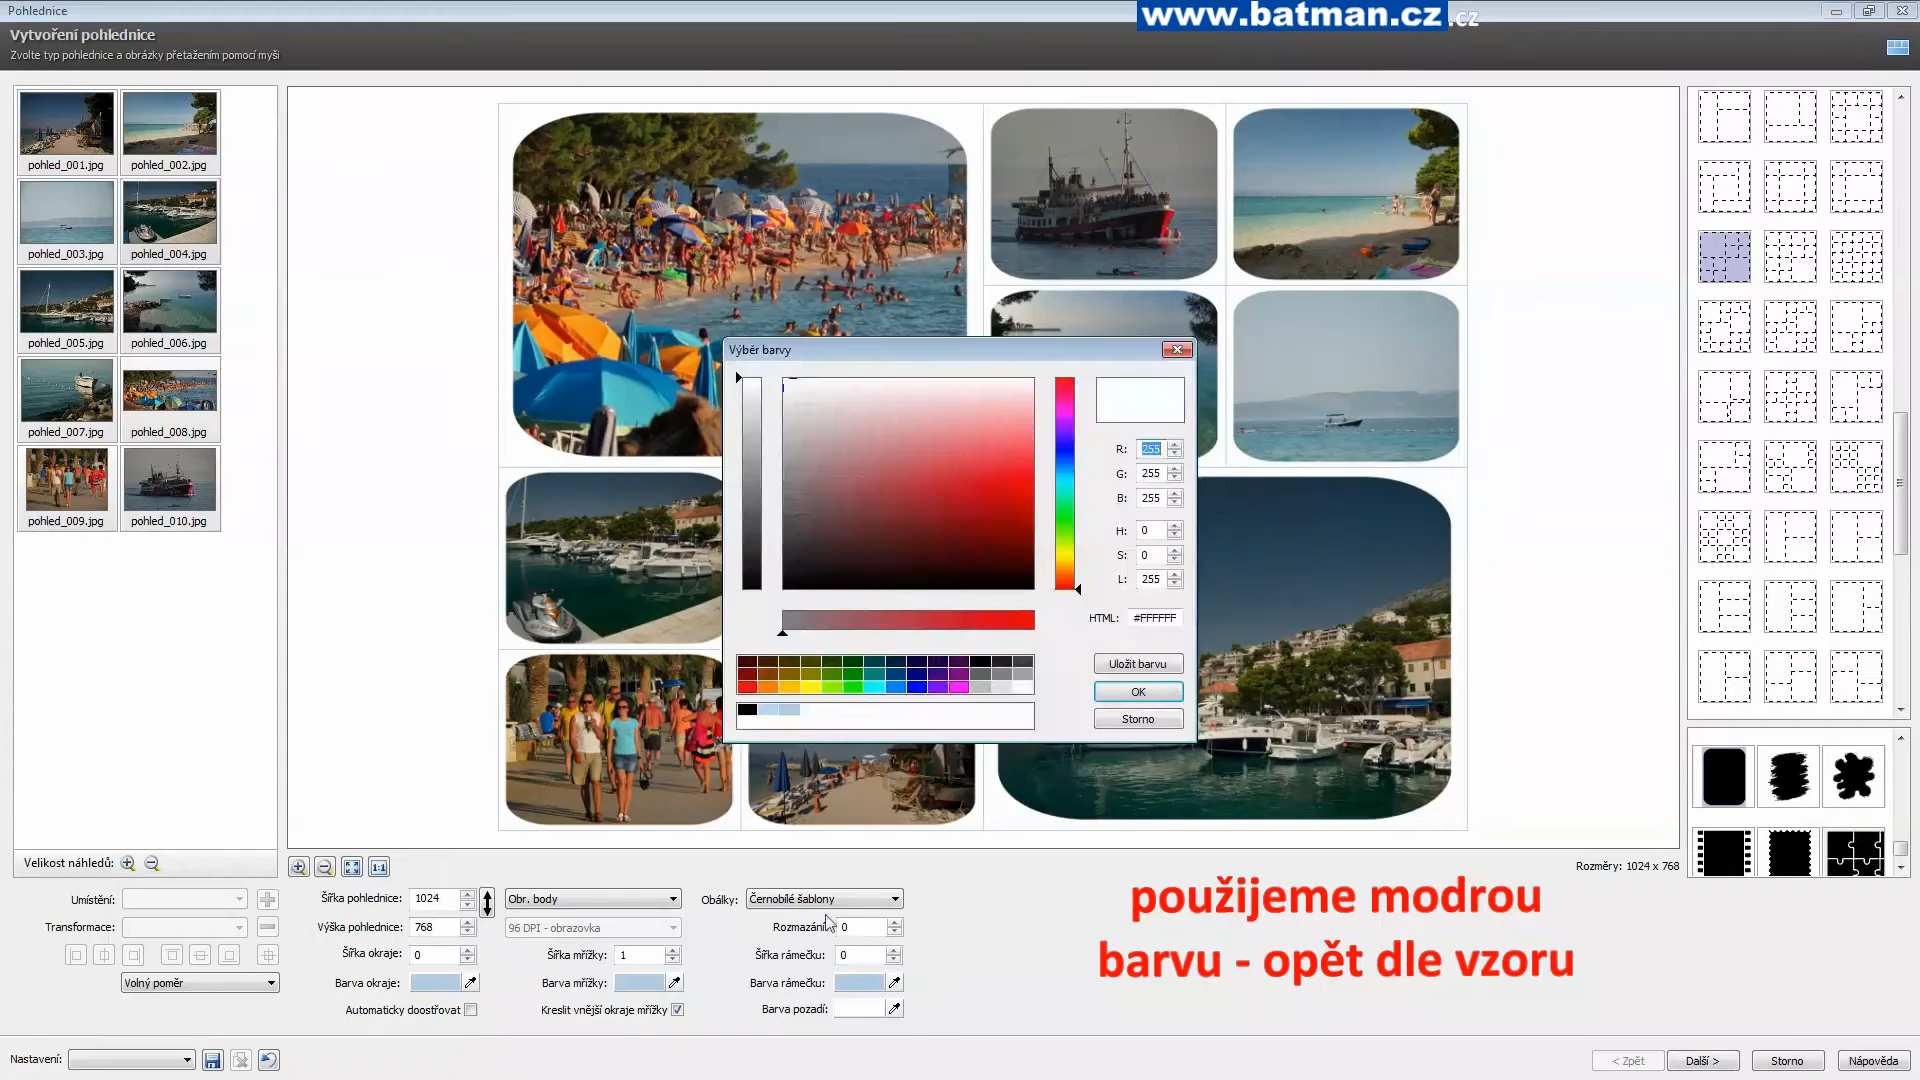 Pohlednice
www.batman.cz.cz
Vytvoření pohlednice
Zvolte typ pohlednice a obrázky přetažením pomocí myši
pohled_001.jpg
pohled_002.jpg
pohled_003.jpg
pohled_004.jpg
pohled_005.jpg
pohled_006.jpg
pohled_007.jpg
pohled_008.jpg
pohled_009.jpg
pohled_010.jpg
Výběr barvy
R: 255
G: 255
B: 255
H: 0
S: 0
L: 255
HTML: #FFFFFF
Uložit barvu
OK
Storno
Velikost náhledů:
1:1
Rozměry: 1024 x 768
Umístění:
Transformace:
Volný poměr
Šířka pohlednice: 1024
Výška pohlednice: 768
Šířka okraje: 0
Barva okraje:
Automaticky doostřovat
Obr. body
96 DPI - obrazovka
Šířka mřížky: 1
Barva mřížky:
Kreslit vnější okraje mřížky
Obálky: Černobílé šablony
Rozmazání: 0
Šířka rámečku: 0
Barva rámečku:
Barva pozadí:
použijeme modrou
barvu - opět dle vzoru
Nastavení:
< Zpět
Další >
Storno
Nápověda